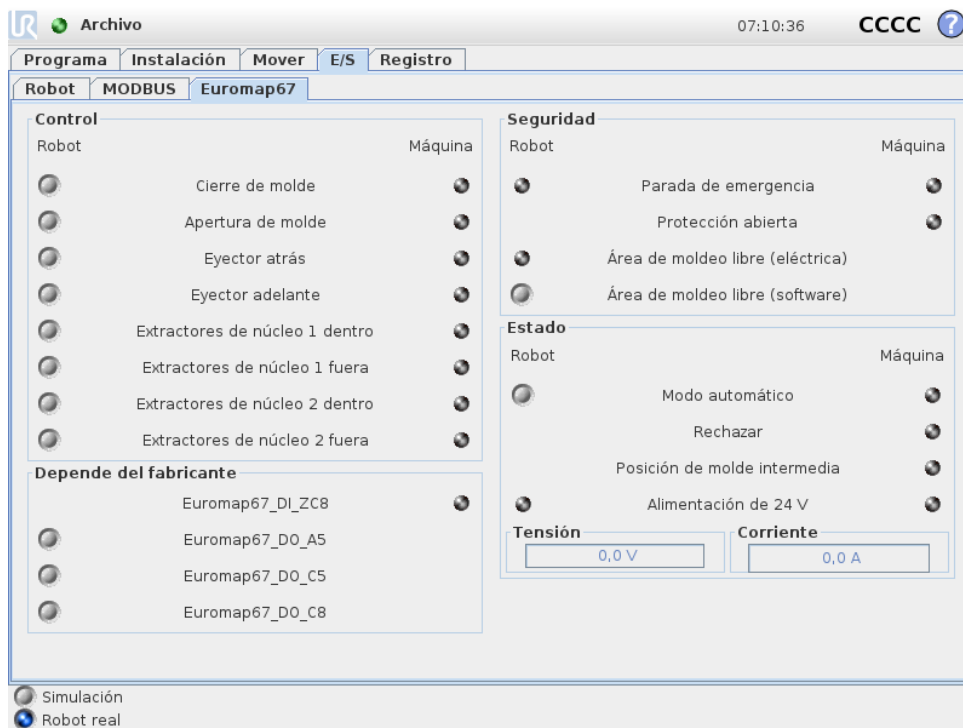 UR Archivo 07:10:36 CCCC ?
Programa Instalación Mover E/S Registro
Robot MODBUS Euromap67
Control
Robot Máquina
Cierre de molde
Apertura de molde
Eyector atrás
Eyector adelante
Extractores de núcleo 1 dentro
Extractores de núcleo 1 fuera
Extractores de núcleo 2 dentro
Extractores de núcleo 2 fuera
Depende del fabricante
Euromap67_DI_ZC8
Euromap67_DO_A5
Euromap67_DO_C5
Euromap67_DO_C8
Seguridad
Robot Máquina
Parada de emergencia
Protección abierta
Área de moldeo libre (eléctrica)
Área de moldeo libre (software)
Estado
Robot Máquina
Modo automático
Rechazar
Posición de molde intermedia
Alimentación de 24 V
Tensión Corriente
0,0 V 0,0 A
Simulación
Robot real